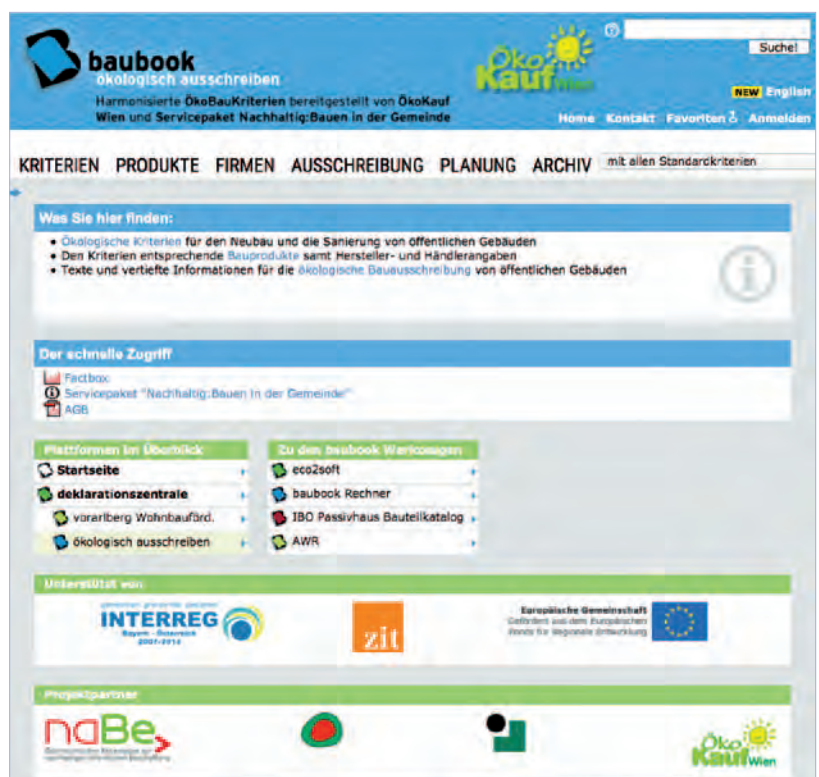 baubook
ökologisch ausschreiben
Harmonisierte ÖkoBauKriterien bereitgestellt von ÖkoKauf
Wien und Servicepaket Nachhaltig:Bauen in der Gemeinde
Öko
Kauf Wien
Suche!
NEW English
Home Kontakt Favoriten Anmelden
KRITERIEN PRODUKTE FIRMEN AUSSCHREIBUNG PLANUNG ARCHIV mit allen Standardkriterien
Was Sie hier finden:
• Ökologische Kriterien für den Neubau und die Sanierung von öffentlichen Gebäuden
• Den Kriterien entsprechende Bauprodukte samt Hersteller- und Händlerangaben
• Texte und vertiefte Informationen für die ökologische Bauausschreibung von öffentlichen Gebäuden
Der schnelle Zugriff
Factbox
Servicepaket "Nachhaltig:Bauen in der Gemeinde"
AGB
Plattformen im Überblick
Startseite
deklarationszentrale
vorarlberg Wohnbauförd.
ökologisch ausschreiben
Zu den baubook Werkzeugen
eco2soft
baubook Rechner
IBO Passivhaus Bauteilkatalog
AWR
Unterstützt von
INTERREG
Bayern - Österreich
2007-2013
zit
Europäische Gemeinschaft
Gefördert aus dem Europäischen
Fonds für Regionale Entwicklung
Projektpartner
naBe
Öko
Kauf Wien